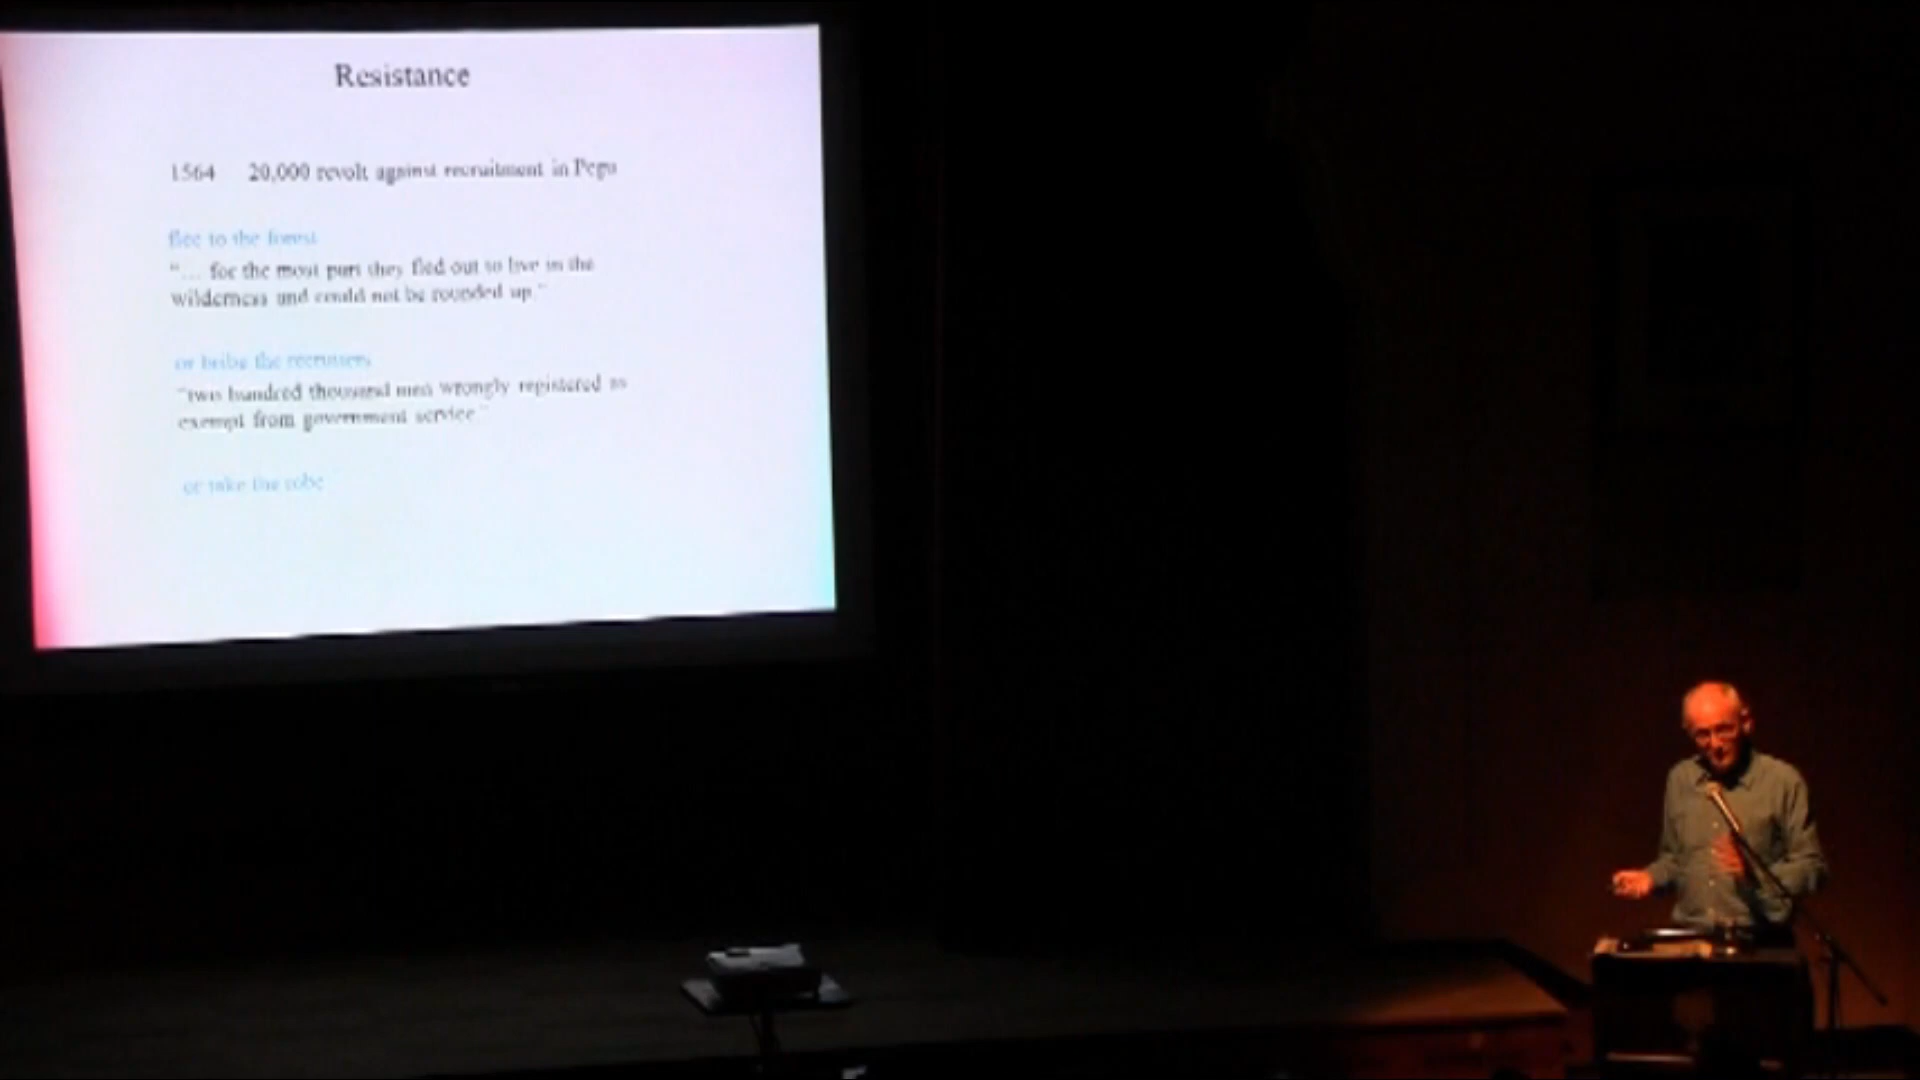 Resistance
1564 20,000 revolt against recruitment in Pegu
flee to the forest
"... for the most part they fled out to live in the
wilderness and could not be rounded up."
or bribe the recruiters
"two hundred thousand men wrongly registered as
exempt from government service"
or take the robe